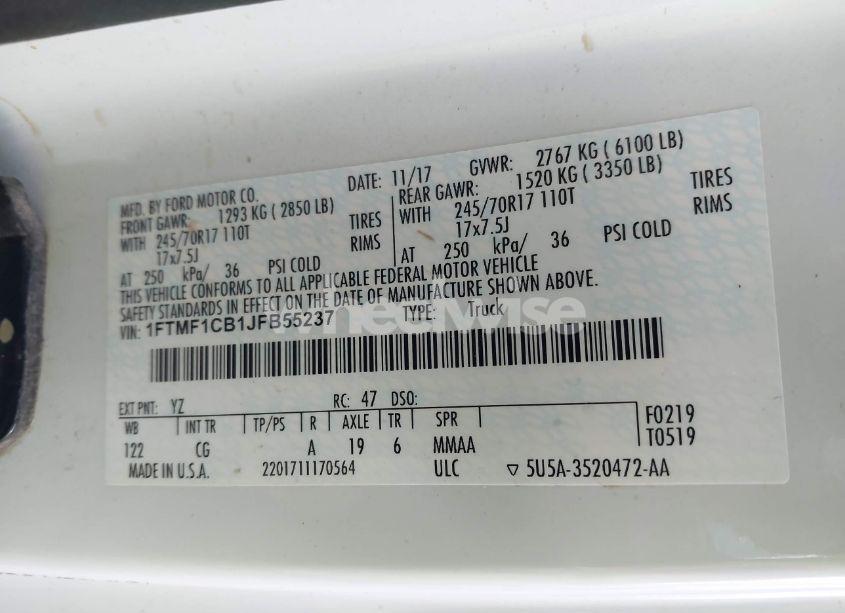 MFD. BY FORD MOTOR CO.
DATE: 11/17
GVWR: 2767 KG ( 6100 LB)
FRONT GAWR: 1293 KG ( 2850 LB)
WITH 245/70R17 110T TIRES
17x7.5J RIMS
AT 250 kPa/ 36 PSI COLD
REAR GAWR: 1520 KG ( 3350 LB)
WITH 245/70R17 110T TIRES
17x7.5J RIMS
AT 250 kPa/ 36 PSI COLD
THIS VEHICLE CONFORMS TO ALL APPLICABLE FEDERAL MOTOR VEHICLE
SAFETY STANDARDS IN EFFECT ON THE DATE OF MANUFACTURE SHOWN ABOVE.
VIN: 1FTMF1CB1JFB55237 TYPE: Truck
wheelwise
EXT PNT: YZ RC: 47 DSO:
WB INT TR TP/PS R AXLE TR SPR F0219
122 CG A 19 6 MMAA T0519
MADE IN U.S.A. 2201711170564 ULC ▽ 5U5A-3520472-AA